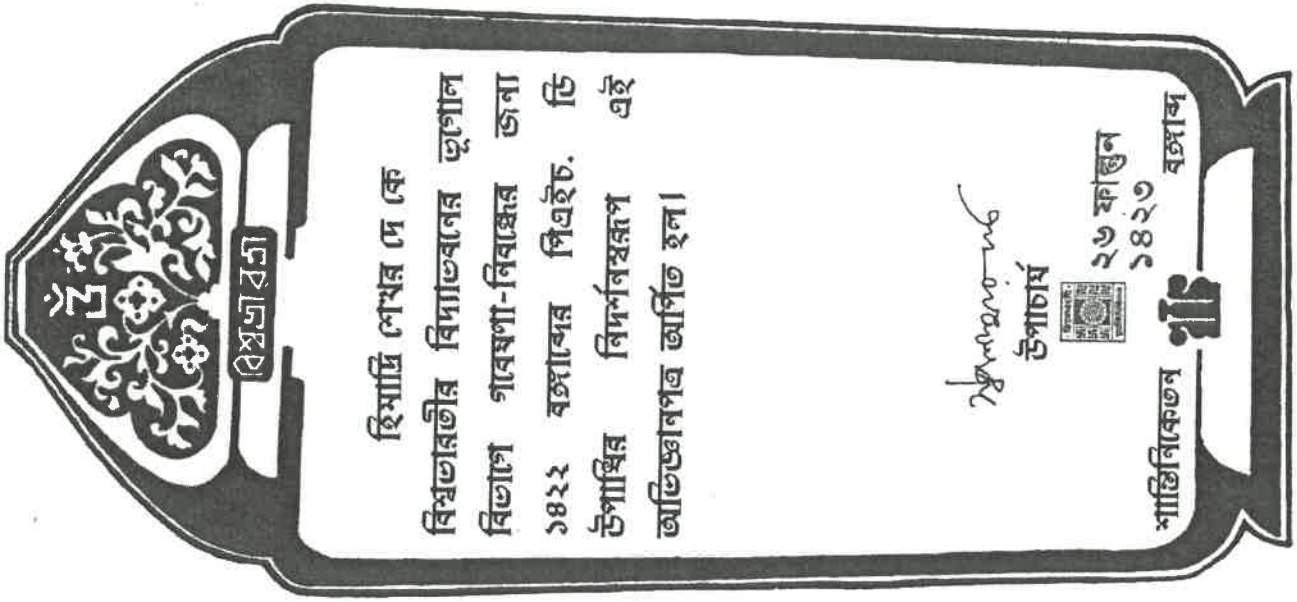 ওঁ
বিশ্বভারতী
হিমাদ্রি শেখর দে কে
বিশ্বভারতীর বিদ্যাভবনের ভূগোল
বিভাগে গবেষণা-নিবন্ধের জন্য
১৪২২ বঙ্গাব্দের পিএইচ. ডি
উপাধির নিদর্শনস্বরূপ এই
অভিজ্ঞানপত্র অর্পিত হল।
উপাচার্য
২৬ ফাল্গুন
১৪২৩
শান্তিনিকেতন বঙ্গাব্দ